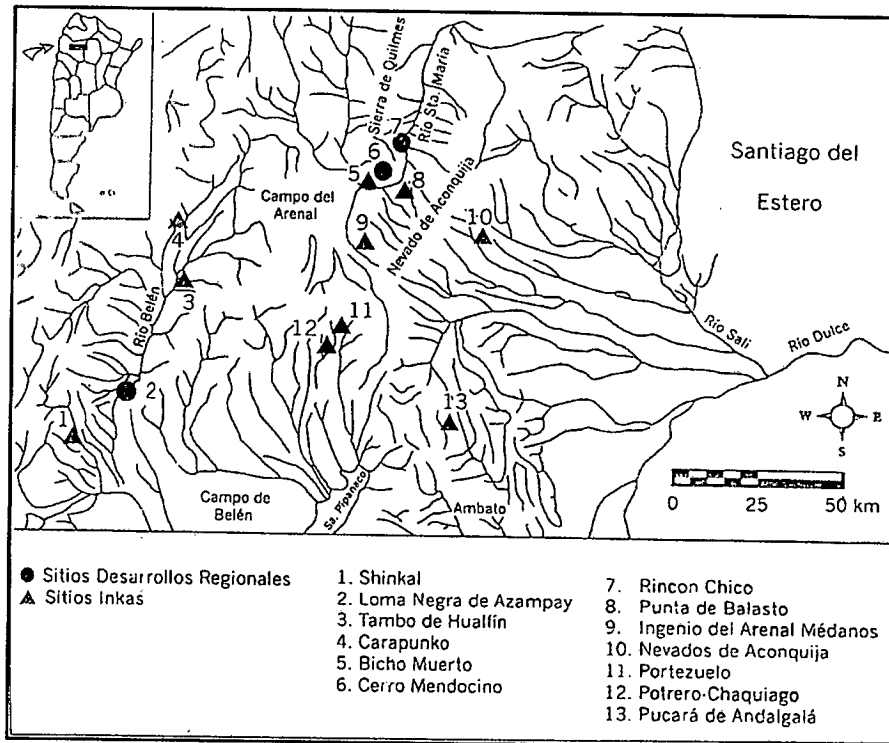 Sierra de Quilmes
Río Sta. María
Santiago del
Estero
Campo del
Arenal
6
5
8
9
10
4
Nevado de Aconquija
3
Río Belén
11
12
Río Sali
Río Dulce
2
1
13
N
W E
S
0 25 50 km
Campo de
Belén
Sa. Pipanaco
Ambato
Sitios Desarrollos Regionales
Sitios Inkas
1. Shinkal
2. Loma Negra de Azampay
3. Tambo de Hualfín
4. Carapunko
5. Bicho Muerto
6. Cerro Mendocino
7. Rincon Chico
8. Punta de Balasto
9. Ingenio del Arenal Médanos
10. Nevados de Aconquija
11. Portezuelo
12. Potrero-Chaquiago
13. Pucará de Andalgalá